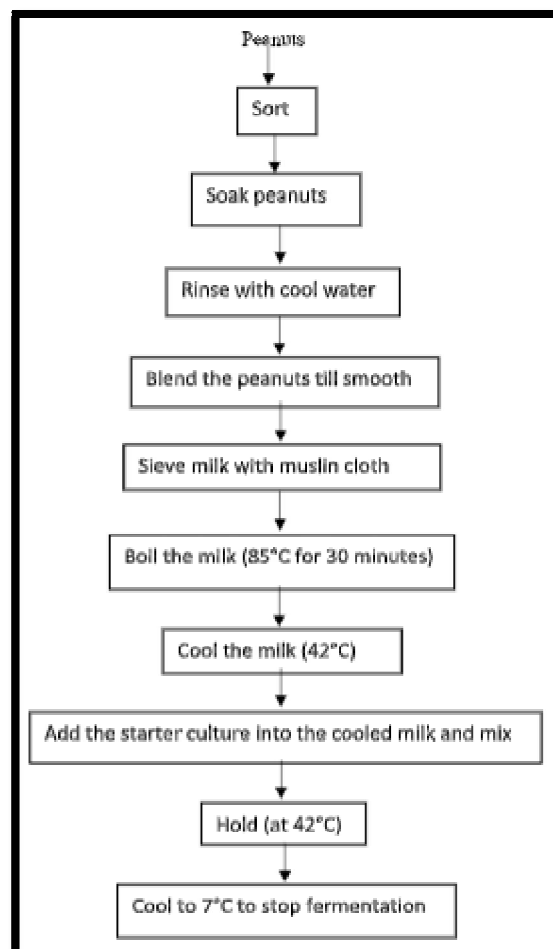 Peanuts
Sort
Soak peanuts
Rinse with cool water
Blend the peanuts till smooth
Sieve milk with muslin cloth
Boil the milk (85°C for 30 minutes)
Cool the milk (42°C)
Add the starter culture into the cooled milk and mix
Hold (at 42°C)
Cool to 7°C to stop fermentation